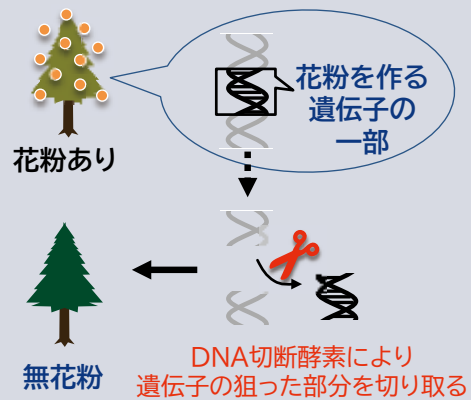 花粉を作る
遺伝子の
一部
花粉あり
無花粉
DNA切断酵素により
遺伝子の狙った部分を切り取る